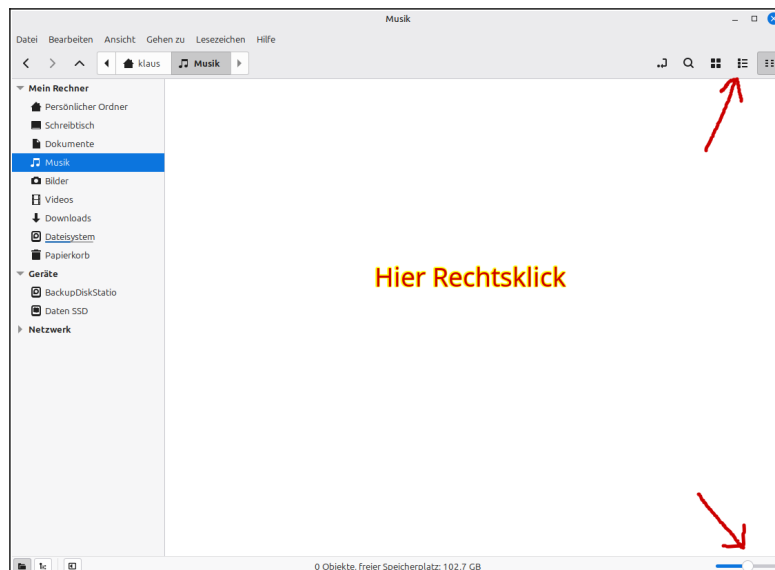 Musik
Datei Bearbeiten Ansicht Gehen zu Lesezeichen Hilfe
klaus Musik
Mein Rechner
Persönlicher Ordner
Schreibtisch
Dokumente
Musik
Bilder
Videos
Downloads
Dateisystem
Papierkorb
Geräte
BackupDiskStatio
Daten SSD
Netzwerk
Hier Rechtsklick
0 Objekte, freier Speicherplatz: 102,7 GB